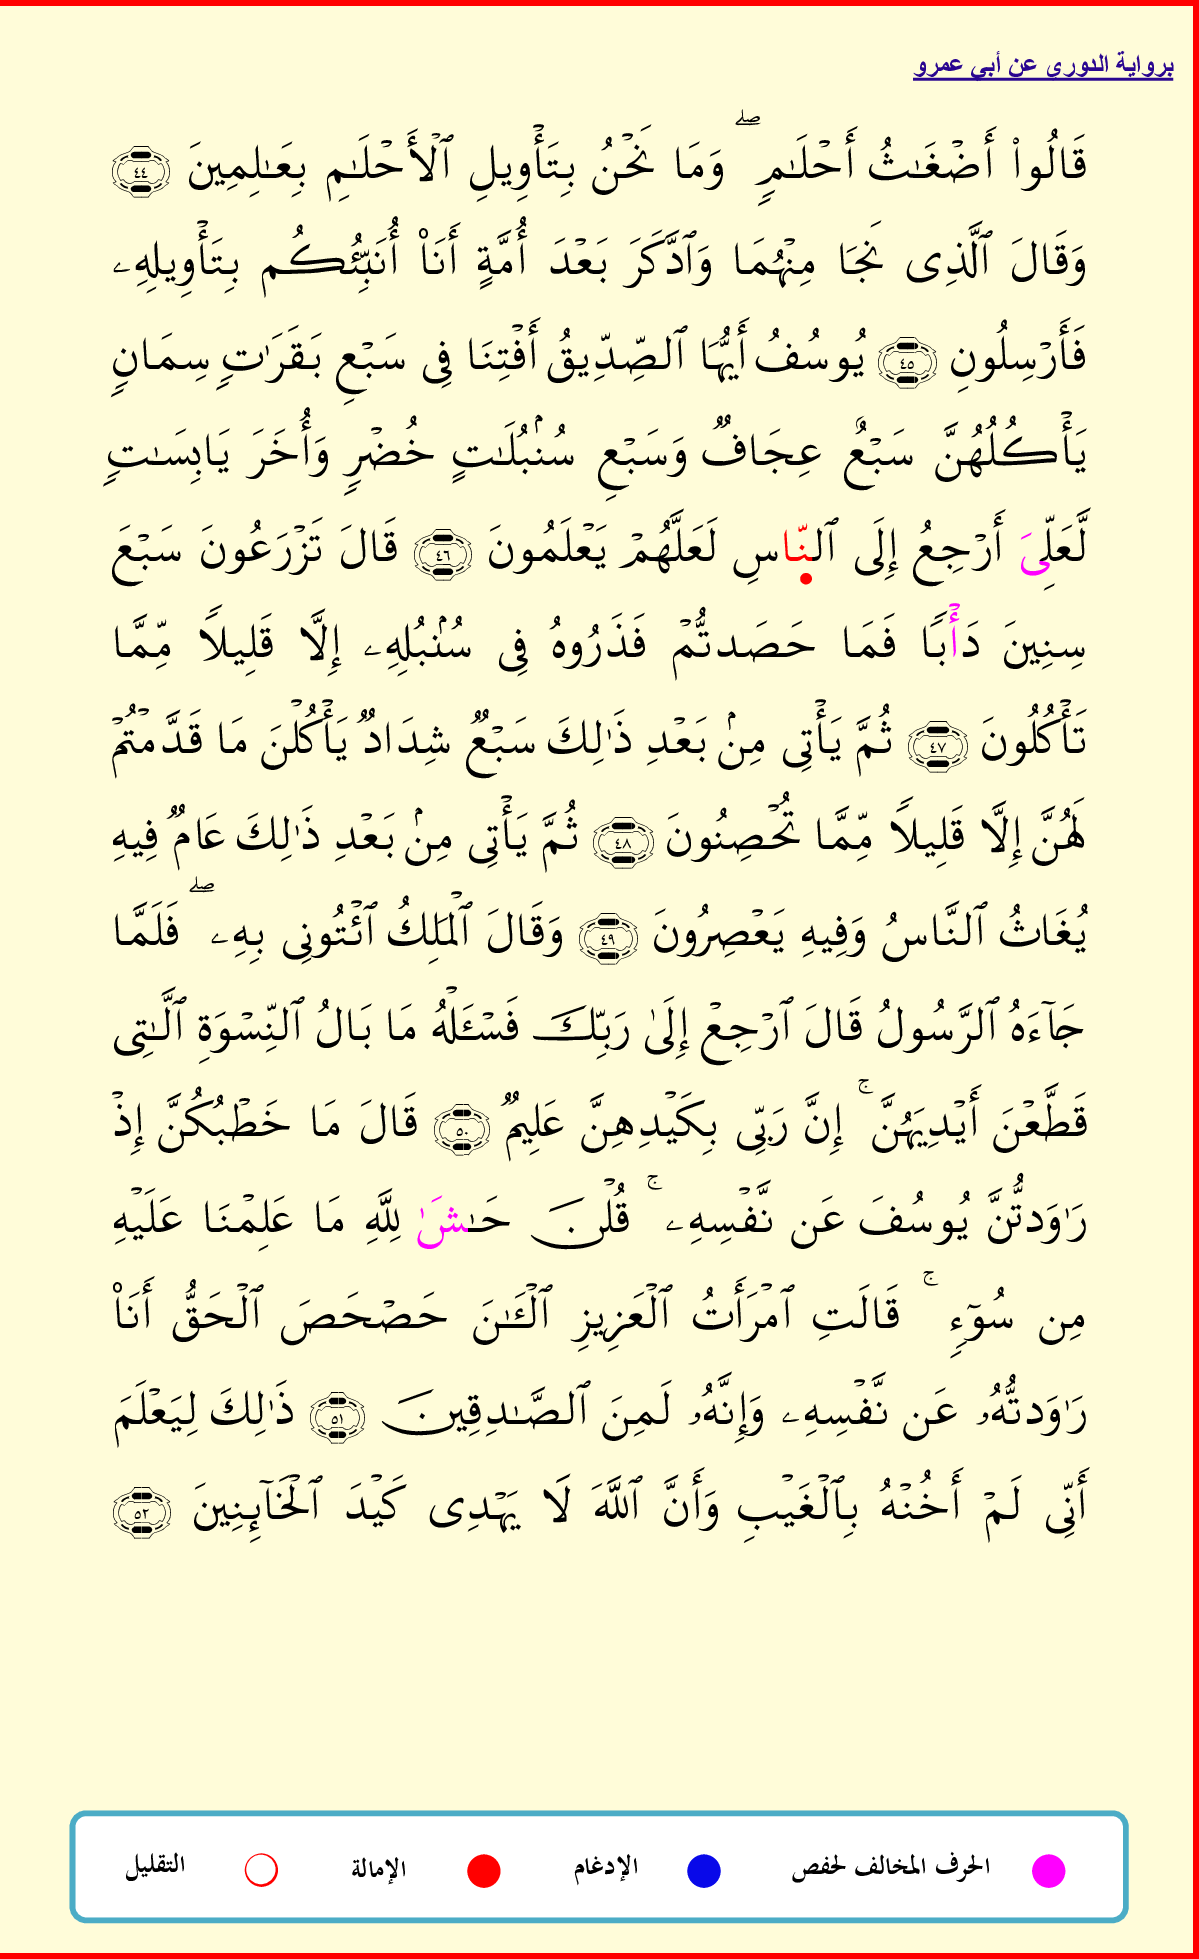 برواية الدوري عن أبي عمرو
قَالُوٓاْ أَضۡغَٰثُ أَحۡلَٰمٖۖ وَمَا نَحۡنُ بِتَأۡوِيلِ ٱلۡأَحۡلَٰمِ بِعَٰلِمِينَ ٤٤
وَقَالَ ٱلَّذِى نَجَا مِنۡهُمَا وَٱدَّكَرَ بَعۡدَ أُمَّةٍ أَنَا۠ أُنَبِّئُكُم بِتَأۡوِيلِهِۦ
فَأَرۡسِلُونِ ٤٥ يُوسُفُ أَيُّهَا ٱلصِّدِّيقُ أَفۡتِنَا فِى سَبۡعِ بَقَرَٰتٖ سِمَانٖ
يَأۡكُلُهُنَّ سَبۡعٌ عِجَافٞ وَسَبۡعِ سُنۢبُلَٰتٍ خُضۡرٖ وَأُخَرَ يَابِسَٰتٖ
لَّعَلِّىَ أَرۡجِعُ إِلَى ٱلنَّاسِ لَعَلَّهُمۡ يَعۡلَمُونَ ٤٦ قَالَ تَزۡرَعُونَ سَبۡعَ
سِنِينَ دَأۡبٗا فَمَا حَصَدتُّمۡ فَذَرُوهُ فِى سُنۢبُلِهِۦ إِلَّا قَلِيلٗا مِّمَّا
تَأۡكُلُونَ ٤٧ ثُمَّ يَأۡتِى مِنۢ بَعۡدِ ذَٰلِكَ سَبۡعٞ شِدَادٞ يَأۡكُلۡنَ مَا قَدَّمۡتُمۡ
لَهُنَّ إِلَّا قَلِيلٗا مِّمَّا تُحۡصِنُونَ ٤٨ ثُمَّ يَأۡتِى مِنۢ بَعۡدِ ذَٰلِكَ عَامٞ فِيهِ
يُغَاثُ ٱلنَّاسُ وَفِيهِ يَعۡصِرُونَ ٤٩ وَقَالَ ٱلۡمَلِكُ ٱئۡتُونِى بِهِۦۖ فَلَمَّا
جَآءَهُ ٱلرَّسُولُ قَالَ ٱرۡجِعۡ إِلَىٰ رَبِّكَ فَسۡـَٔلۡهُ مَا بَالُ ٱلنِّسۡوَةِ ٱلَّٰتِى
قَطَّعۡنَ أَيۡدِيَهُنَّۚ إِنَّ رَبِّى بِكَيۡدِهِنَّ عَلِيمٞ ٥٠ قَالَ مَا خَطۡبُكُنَّ إِذۡ
رَٰوَدتُّنَّ يُوسُفَ عَن نَّفۡسِهِۦۚ قُلۡنَ حَٰشَىٰ لِلَّهِ مَا عَلِمۡنَا عَلَيۡهِ
مِن سُوٓءٖۚ قَالَتِ ٱمۡرَأَتُ ٱلۡعَزِيزِ ٱلۡـَٰٔنَ حَصۡحَصَ ٱلۡحَقُّ أَنَا۠
رَٰوَدتُّهُۥ عَن نَّفۡسِهِۦ وَإِنَّهُۥ لَمِنَ ٱلصَّٰدِقِينَ ٥١ ذَٰلِكَ لِيَعۡلَمَ
أَنِّى لَمۡ أَخُنۡهُ بِٱلۡغَيۡبِ وَأَنَّ ٱللَّهَ لَا يَهۡدِى كَيۡدَ ٱلۡخَآئِنِينَ ٥٢
الحرف المخالف لحفص الإدغام الإمالة التقليل